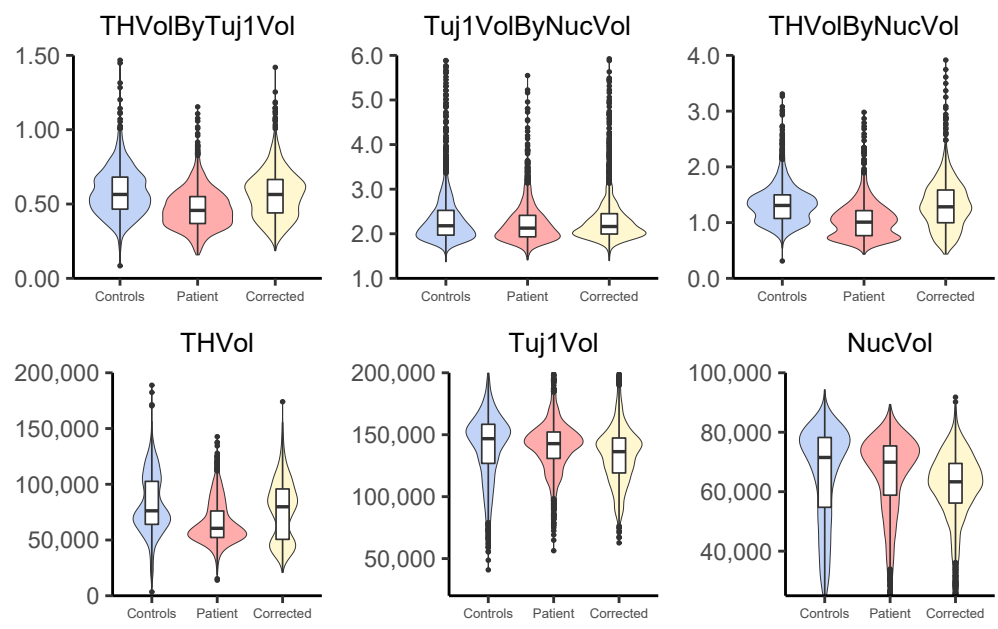 THVolByTuj1Vol
1.50
1.00
0.50
0.00
Controls Patient Corrected
Tuj1VolByNucVol
6.0
5.0
4.0
3.0
2.0
1.0
Controls Patient Corrected
THVolByNucVol
4.0
3.0
2.0
1.0
0.0
Controls Patient Corrected
THVol
200,000
150,000
100,000
50,000
0
Controls Patient Corrected
Tuj1Vol
200,000
150,000
100,000
50,000
Controls Patient Corrected
NucVol
100,000
80,000
60,000
40,000
Controls Patient Corrected